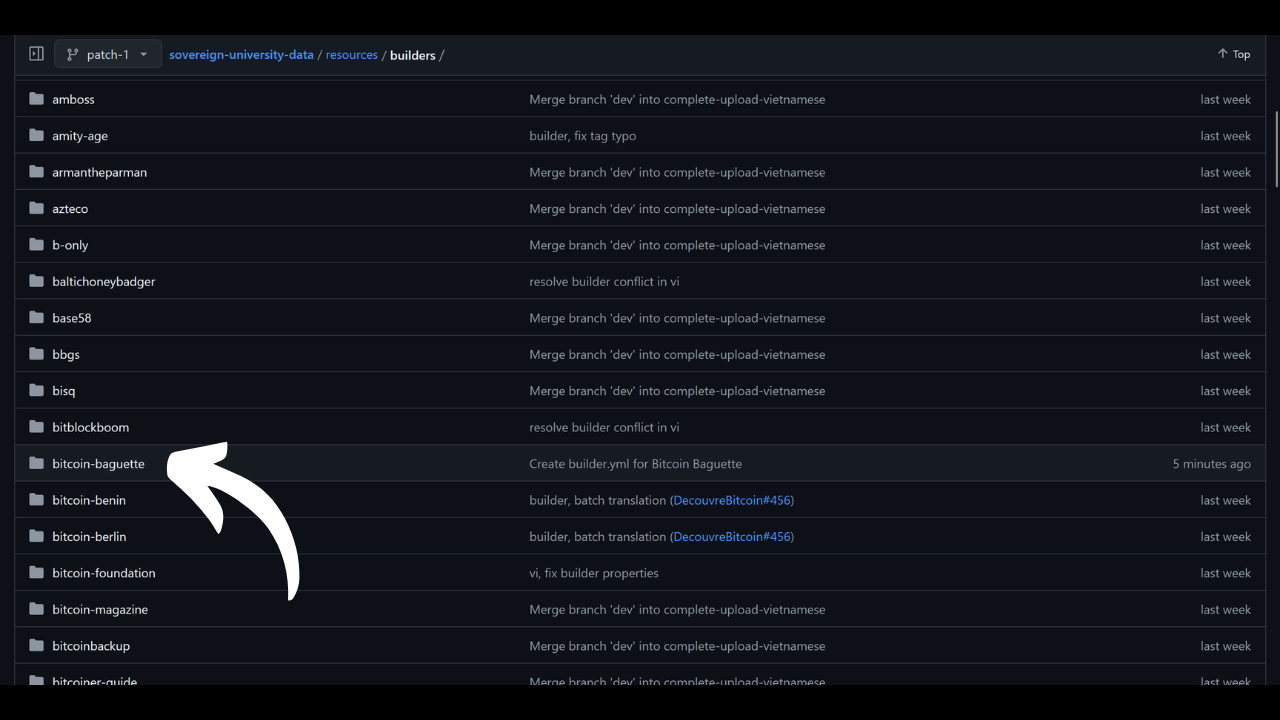 patch-1 sovereign-university-data / resources / builders / Top
amboss Merge branch 'dev' into complete-upload-vietnamese last week
amity-age builder, fix tag typo last week
armantheparman Merge branch 'dev' into complete-upload-vietnamese last week
azteco Merge branch 'dev' into complete-upload-vietnamese last week
b-only Merge branch 'dev' into complete-upload-vietnamese last week
baltichoneybadger resolve builder conflict in vi last week
base58 Merge branch 'dev' into complete-upload-vietnamese last week
bbgs Merge branch 'dev' into complete-upload-vietnamese last week
bisq Merge branch 'dev' into complete-upload-vietnamese last week
bitblockboom resolve builder conflict in vi last week
bitcoin-baguette Create builder.yml for Bitcoin Baguette 5 minutes ago
bitcoin-benin builder, batch translation (DecouvreBitcoin#456) last week
bitcoin-berlin builder, batch translation (DecouvreBitcoin#456) last week
bitcoin-foundation vi, fix builder properties last week
bitcoin-magazine Merge branch 'dev' into complete-upload-vietnamese last week
bitcoinbackup Merge branch 'dev' into complete-upload-vietnamese last week
bitcoiner-guide Merge branch 'dev' into complete-upload-vietnamese last week